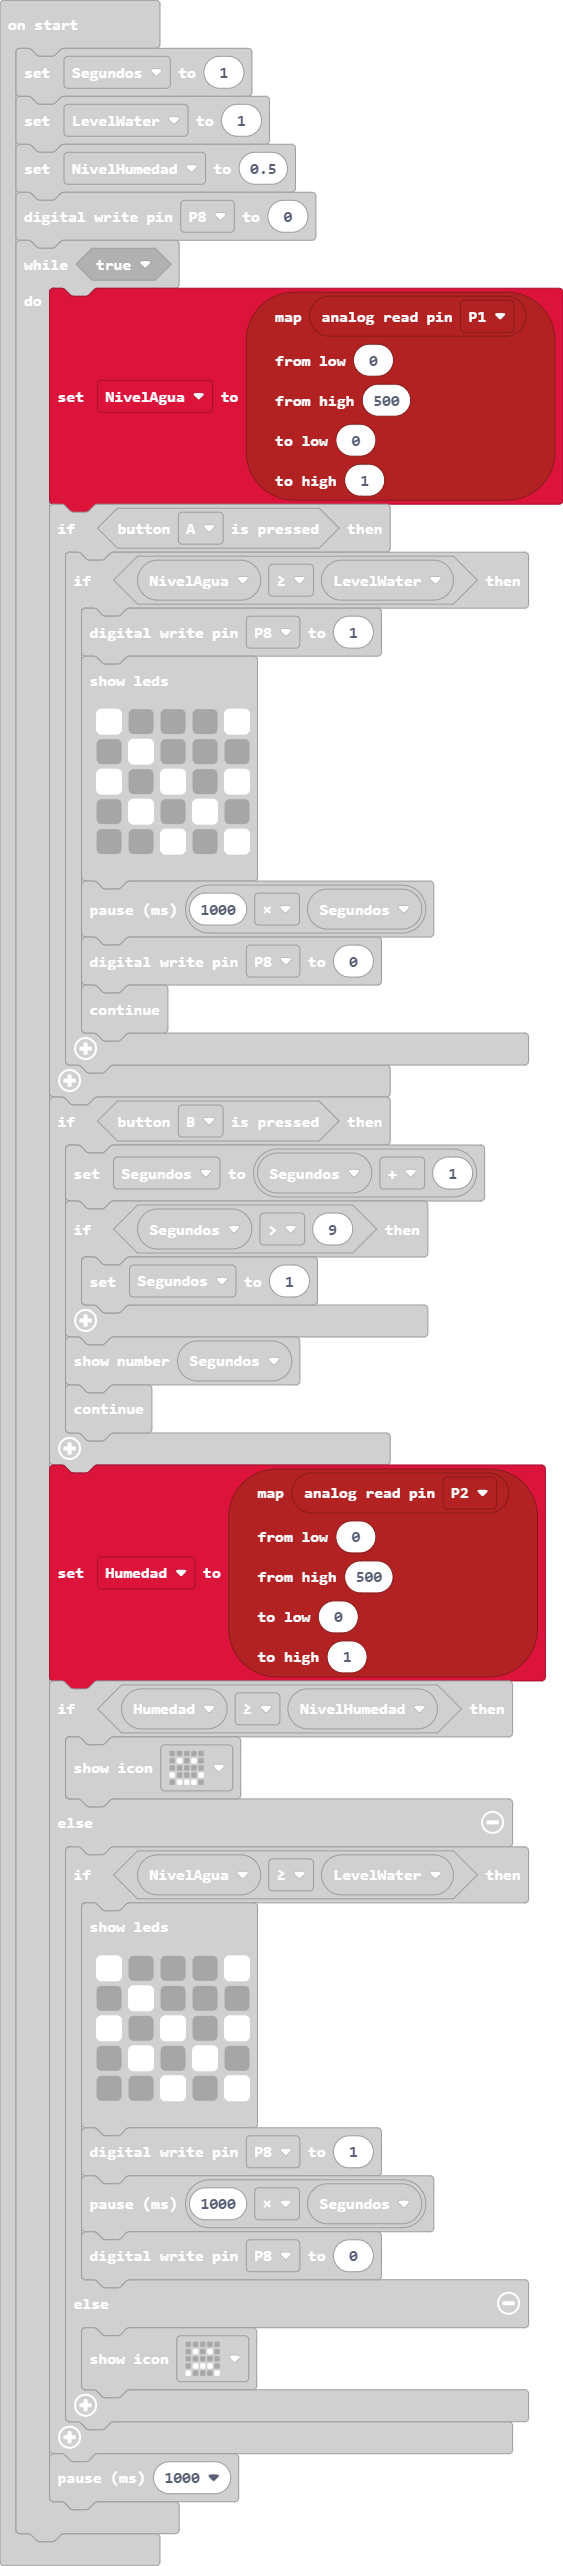 on start
set Segundos to 1
set LevelWater to 1
set NivelHumedad to 0.5
digital write pin P8 to 0
while true
do
map analog read pin P1
from low 0
from high 500
set NivelAgua to
to low 0
to high 1
if button A is pressed then
if NivelAgua ≥ LevelWater then
digital write pin P8 to 1
show leds
pause (ms) 1000 × Segundos
digital write pin P8 to 0
continue
if button B is pressed then
set Segundos to Segundos + 1
if Segundos > 9 then
set Segundos to 1
show number Segundos
continue
map analog read pin P2
from low 0
from high 500
set Humedad to
to low 0
to high 1
if Humedad ≥ NivelHumedad then
show icon
else
if NivelAgua ≥ LevelWater then
show leds
digital write pin P8 to 1
pause (ms) 1000 × Segundos
digital write pin P8 to 0
else
show icon
pause (ms) 1000